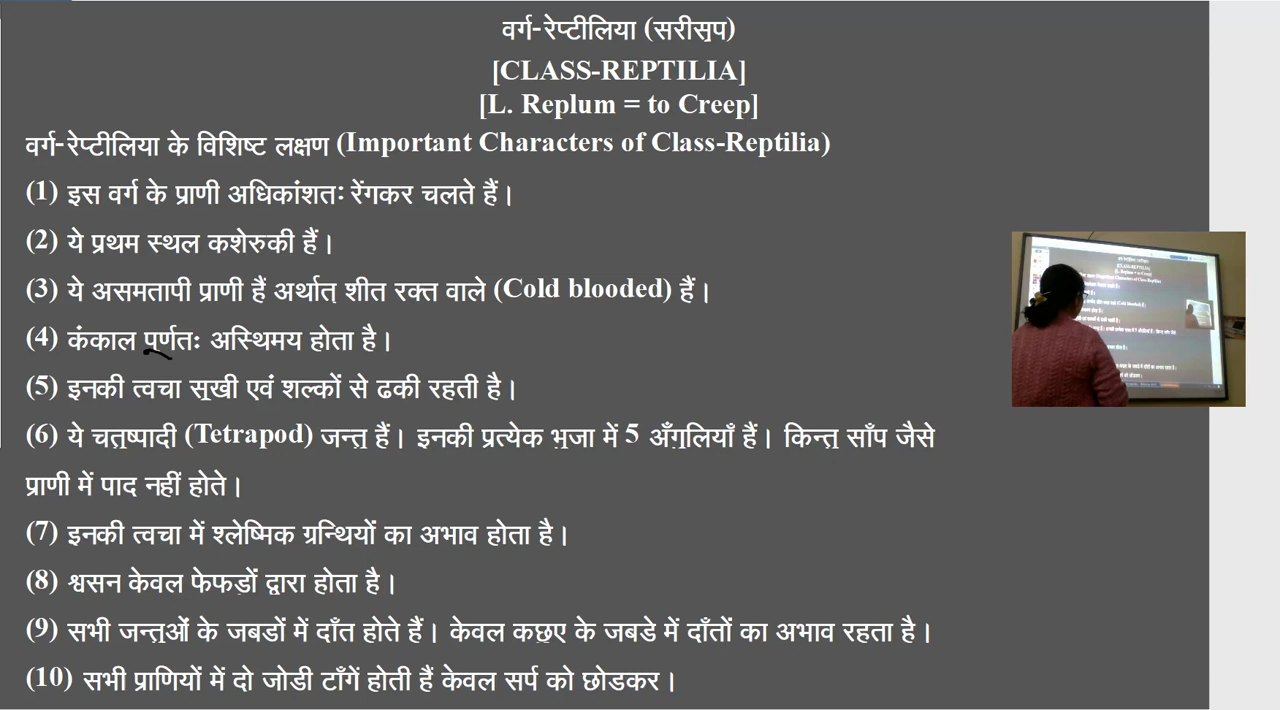 वर्ग-रेप्टीलिया (सरीसृप)
[CLASS-REPTILIA]
[L. Replum = to Creep]
वर्ग-रेप्टीलिया के विशिष्ट लक्षण (Important Characters of Class-Reptilia)
(1) इस वर्ग के प्राणी अधिकांशतः रेंगकर चलते हैं।
(2) ये प्रथम स्थल कशेरुकी हैं।
(3) ये असमतापी प्राणी हैं अर्थात् शीत रक्त वाले (Cold blooded) हैं।
(4) कंकाल पूर्णतः अस्थिमय होता है।
(5) इनकी त्वचा सूखी एवं शल्कों से ढकी रहती है।
(6) ये चतुष्पादी (Tetrapod) जन्तु हैं। इनकी प्रत्येक भुजा में 5 अँगुलियाँ हैं। किन्तु साँप जैसे
प्राणी में पाद नहीं होते।
(7) इनकी त्वचा में श्लेष्मिक ग्रन्थियों का अभाव होता है।
(8) श्वसन केवल फेफड़ों द्वारा होता है।
(9) सभी जन्तुओं के जबडों में दाँत होते हैं। केवल कछुए के जबडे में दाँतों का अभाव रहता है।
(10) सभी प्राणियों में दो जोडी टाँगें होती हैं केवल सर्प को छोडकर।